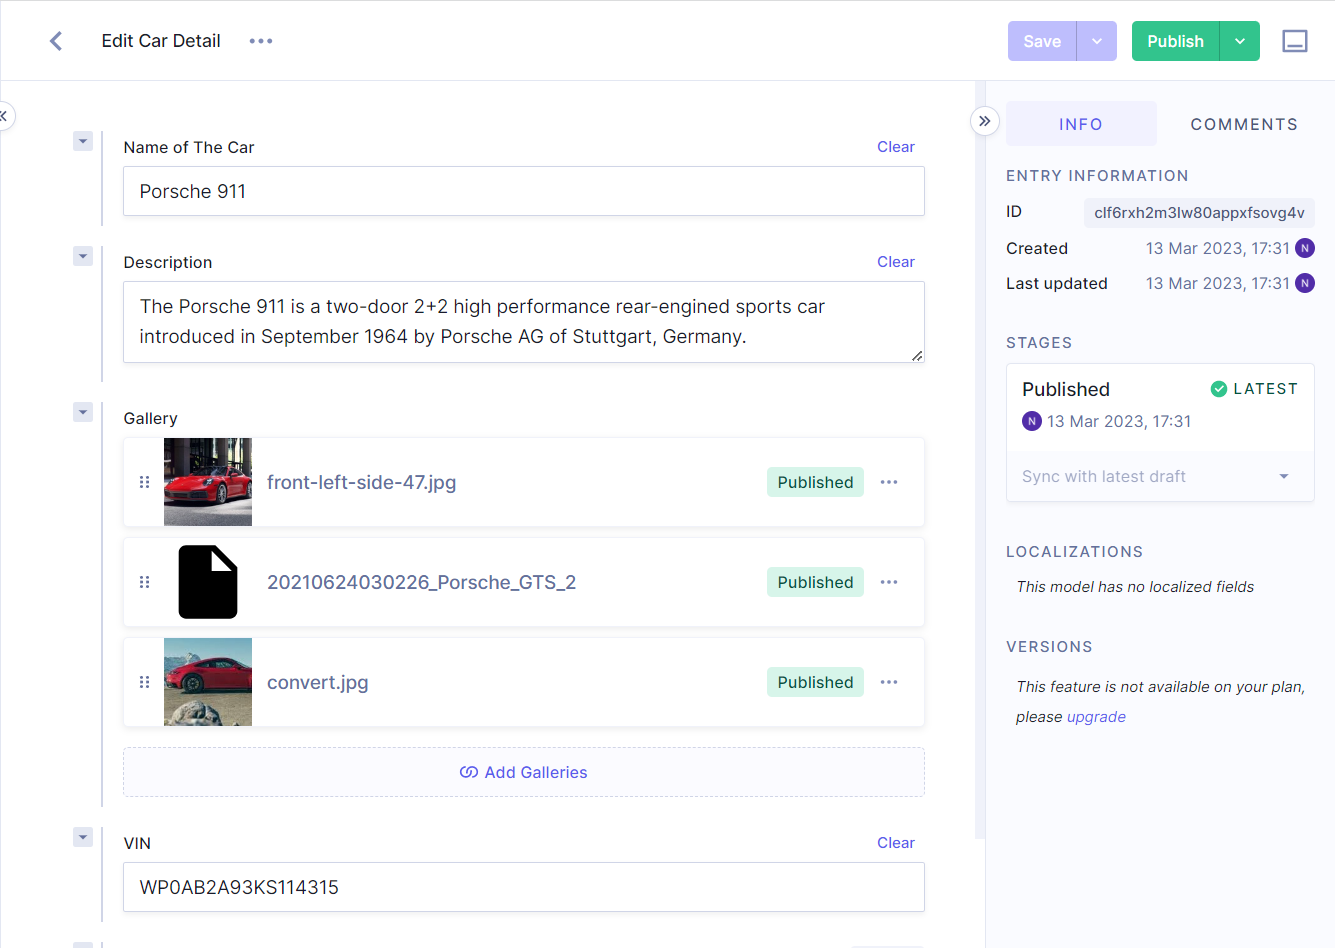 Edit Car Detail
Save
Publish
Name of The Car
Clear
Porsche 911
Description
Clear
The Porsche 911 is a two-door 2+2 high performance rear-engined sports car
introduced in September 1964 by Porsche AG of Stuttgart, Germany.
Gallery
front-left-side-47.jpg
Published
20210624030226_Porsche_GTS_2
Published
convert.jpg
Published
Add Galleries
VIN
Clear
WP0AB2A93KS114315
INFO
COMMENTS
ENTRY INFORMATION
ID clf6rxh2m3lw80appxfsovg4v
Created 13 Mar 2023, 17:31 N
Last updated 13 Mar 2023, 17:31 N
STAGES
Published LATEST
N 13 Mar 2023, 17:31
Sync with latest draft
LOCALIZATIONS
This model has no localized fields
VERSIONS
This feature is not available on your plan,
please upgrade